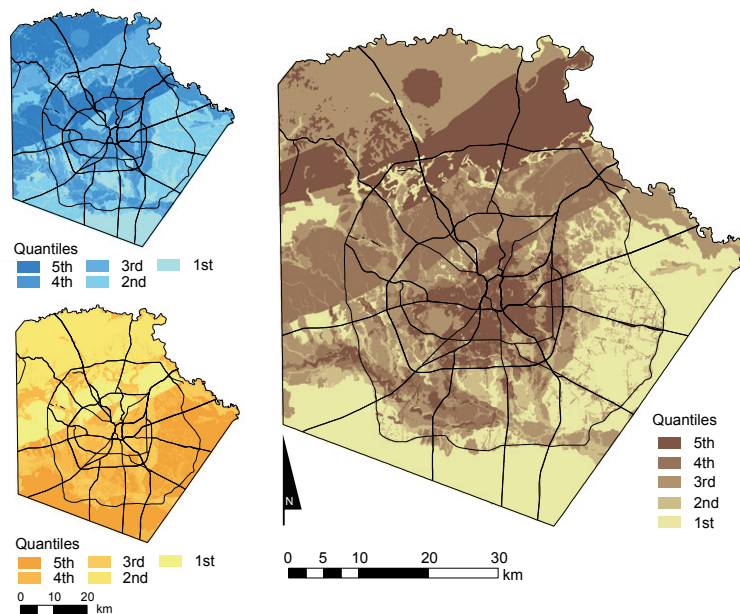 Quantiles
5th 3rd 1st
4th 2nd
Quantiles
5th 3rd 1st
4th 2nd
0 10 20
km
N
Quantiles
5th
4th
3rd
2nd
1st
0 10 20 30
km